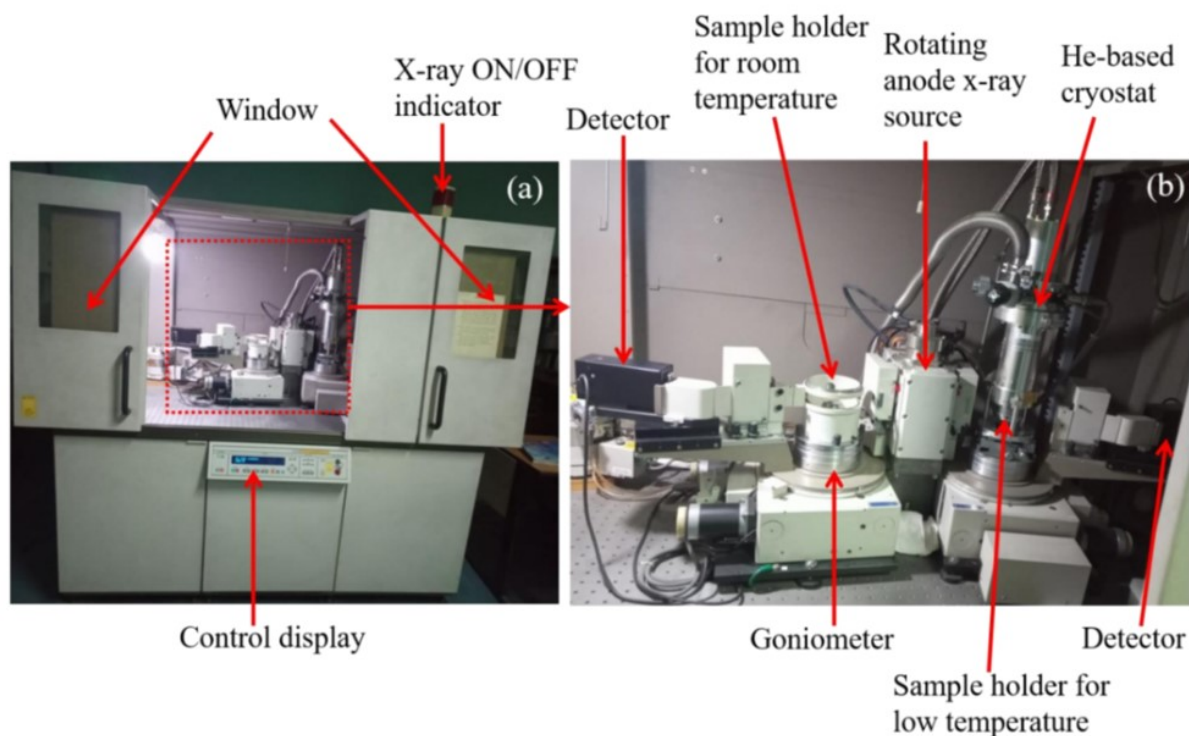 Window
X-ray ON/OFF
indicator
Detector
Sample holder
for room
temperature
Rotating
anode x-ray
source
He-based
cryostat
(a)
(b)
Control display
Goniometer
Detector
Sample holder for
low temperature